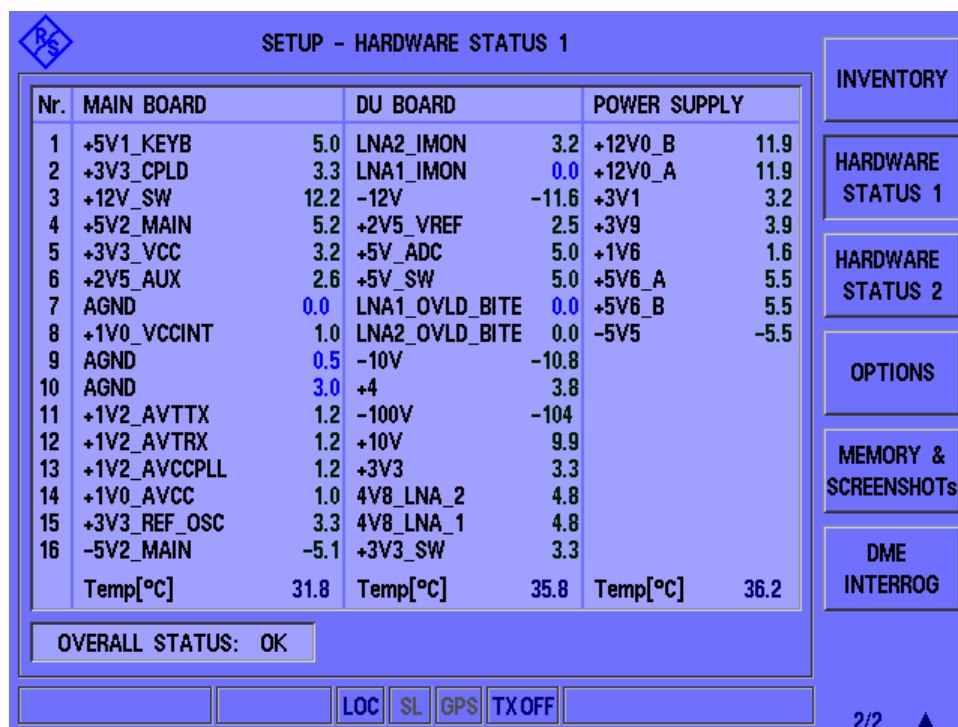 R/S
SETUP - HARDWARE STATUS 1
Nr. MAIN BOARD DU BOARD POWER SUPPLY
1 +5V1_KEYB 5.0 LNA2_IMON 3.2 +12V0_B 11.9
2 +3V3_CPLD 3.3 LNA1_IMON 0.0 +12V0_A 11.9
3 +12V_SW 12.2 -12V -11.6 +3V1 3.2
4 +5V2_MAIN 5.2 +2V5_VREF 2.5 +3V9 3.9
5 +3V3_VCC 3.2 +5V_ADC 5.0 +1V6 1.6
6 +2V5_AUX 2.6 +5V_SW 5.0 +5V6_A 5.5
7 AGND 0.0 LNA1_OVLD_BITE 0.0 +5V6_B 5.5
8 +1V0_VCCINT 1.0 LNA2_OVLD_BITE 0.0 -5V5 -5.5
9 AGND 0.5 -10V -10.8
10 AGND 3.0 +4 3.8
11 +1V2_AVTTX 1.2 -100V -104
12 +1V2_AVTRX 1.2 +10V 9.9
13 +1V2_AVCCPLL 1.2 +3V3 3.3
14 +1V0_AVCC 1.0 4V8_LNA_2 4.8
15 +3V3_REF_OSC 3.3 4V8_LNA_1 4.8
16 -5V2_MAIN -5.1 +3V3_SW 3.3
Temp[°C] 31.8 Temp[°C] 35.8 Temp[°C] 36.2
OVERALL STATUS: OK
LOC SL GPS TX OFF
INVENTORY
HARDWARE
STATUS 1
HARDWARE
STATUS 2
OPTIONS
MEMORY &
SCREENSHOTs
DME
INTERROG
2/2 ▲